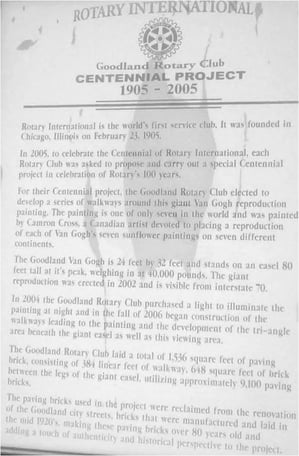 ROTARY INTERNATIONAL
Goodland Rotary Club
CENTENNIAL PROJECT
1905 - 2005
Rotary International is the world's first service club. It was founded in
Chicago, Illinois on February 23, 1905.
In 2005, to celebrate the Centennial of Rotary International, each
Rotary Club was asked to propose and carry out a special Centennial
project in celebration of Rotary's 100 years.
For their Centennial project, the Goodland Rotary Club elected to
develop a series of walkways around this giant Van Gogh reproduction
painting. The painting is one of only seven in the world and was painted
by Camron Cross, a Canadian artist devoted to placing a reproduction
of each of Van Gogh's seven sunflower paintings on seven different
continents.
The Goodland Van Gogh is 24 feet by 32 feet and stands on an easel 80
feet tall at it's peak, weighing in at 40,000 pounds. The giant
reproduction was erected in 2002 and is visible from interstate 70.
In 2004 the Goodland Rotary Club purchased a light to illuminate the
painting at night and in the fall of 2006 began construction of the
walkways leading to the painting and the development of the tri-angle
area beneath the giant easel as well as this viewing area.
The Goodland Rotary Club laid a total of 1,536 square feet of paving
brick, consisting of 384 linear feet of walkway, 648 square feet of brick
between the legs of the giant easel, utilizing approximately 9,100 paving
bricks.
The paving bricks used in the project were reclaimed from the renovation
of the Goodland city streets, bricks that were manufactured and laid in
the mid 1920's, making these paving bricks over 80 years old and
adding a touch of authenticity and historical perspective to the project.